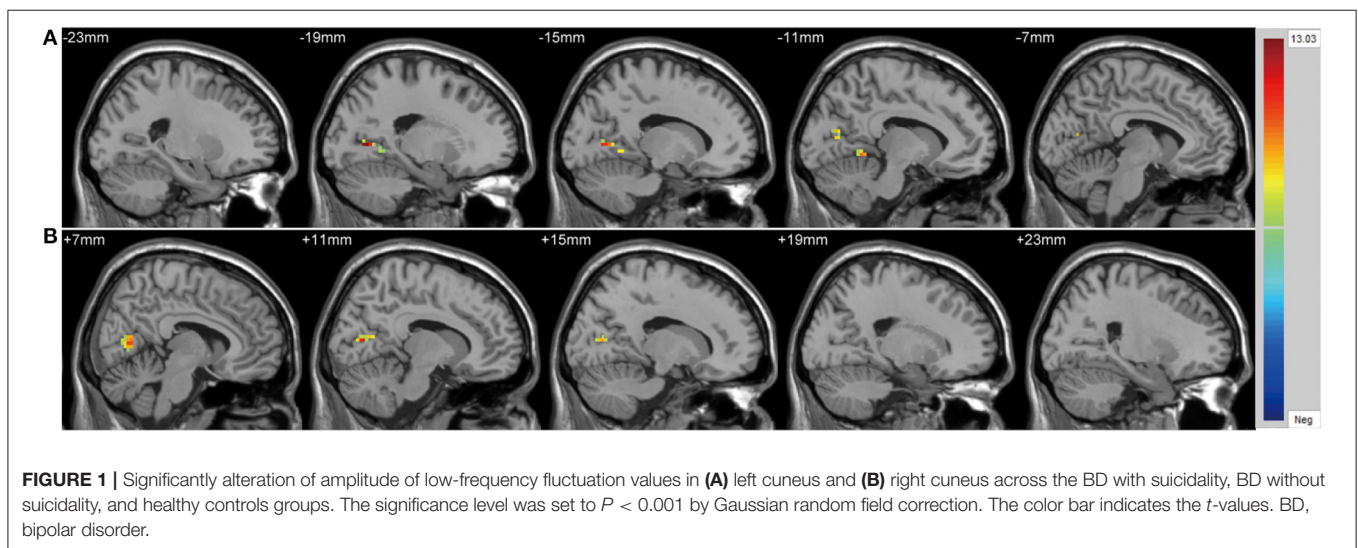 A
-23mm -19mm -15mm -11mm -7mm
13.03
B
+7mm +11mm +15mm +19mm +23mm
Neg
FIGURE 1 | Significantly alteration of amplitude of low-frequency fluctuation values in (A) left cuneus and (B) right cuneus across the BD with suicidality, BD without
suicidality, and healthy controls groups. The significance level was set to P < 0.001 by Gaussian random field correction. The color bar indicates the t-values. BD,
bipolar disorder.